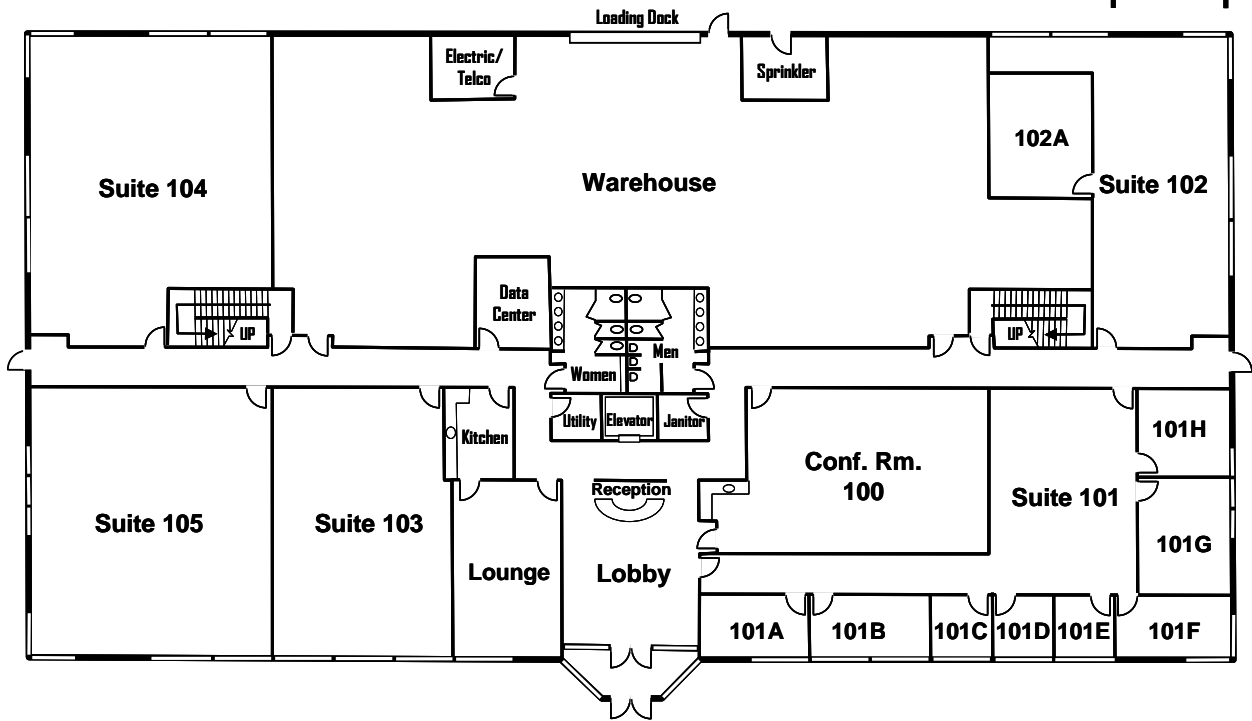 Loading Dock
Electric/
Telco
Sprinkler
102A
Suite 104
Warehouse
Suite 102
Data
Center
UP
UP
Men
Women
Utility
Elevator
Janitor
Kitchen
101H
Conf. Rm.
100
Reception
Suite 101
Suite 105
Suite 103
101G
Lounge
Lobby
101A
101B
101C
101D
101E
101F